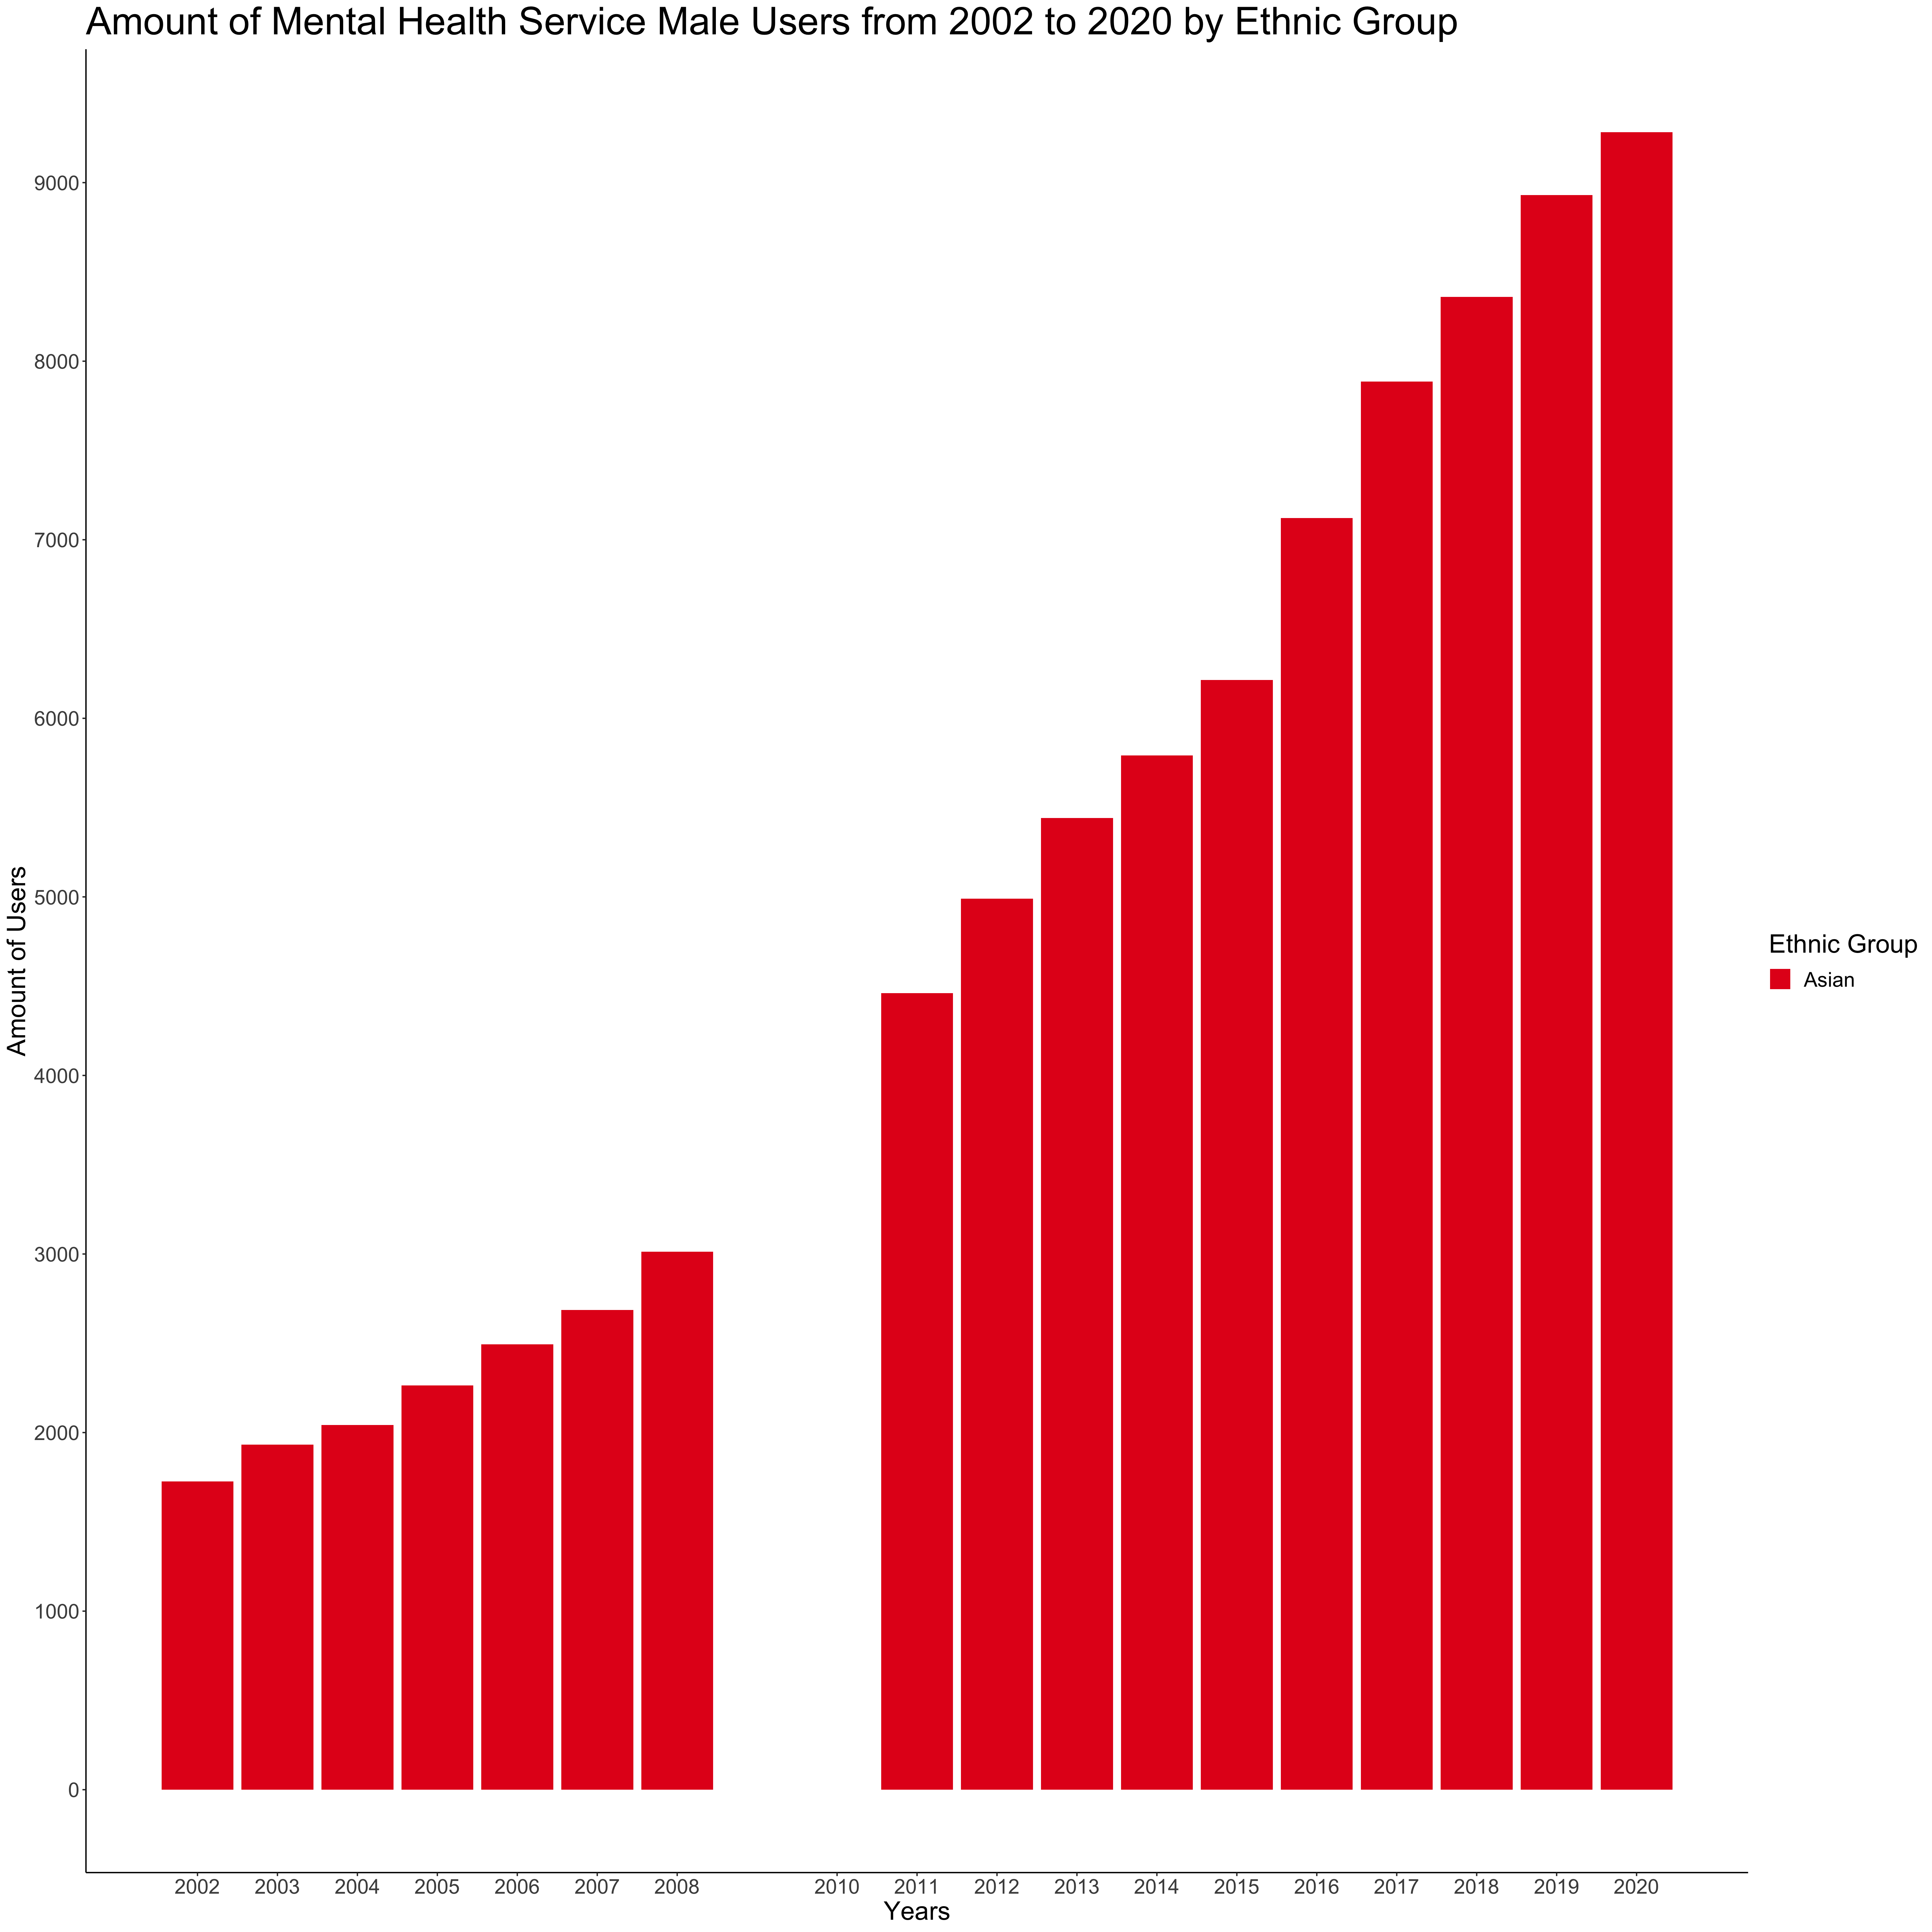 Amount of Mental Health Service Male Users from 2002 to 2020 by Ethnic Group
Amount of Users
9000
8000
7000
6000
5000
4000
3000
2000
1000
0
2002 2003 2004 2005 2006 2007 2008 2010 2011 2012 2013 2014 2015 2016 2017 2018 2019 2020
Years
Ethnic Group
Asian